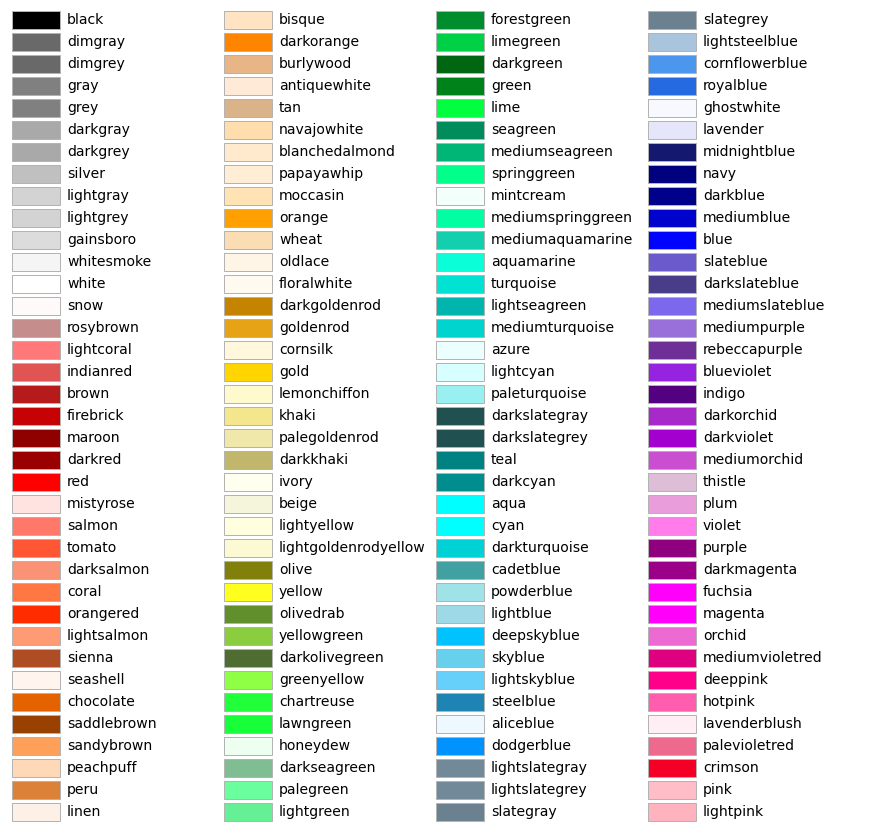 black
dimgray
dimgrey
gray
grey
darkgray
darkgrey
silver
lightgray
lightgrey
gainsboro
whitesmoke
white
snow
rosybrown
lightcoral
indianred
brown
firebrick
maroon
darkred
red
mistyrose
salmon
tomato
darksalmon
coral
orangered
lightsalmon
sienna
seashell
chocolate
saddlebrown
sandybrown
peachpuff
peru
linen
bisque
darkorange
burlywood
antiquewhite
tan
navajowhite
blanchedalmond
papayawhip
moccasin
orange
wheat
oldlace
floralwhite
darkgoldenrod
goldenrod
cornsilk
gold
lemonchiffon
khaki
palegoldenrod
darkkhaki
ivory
beige
lightyellow
lightgoldenrodyellow
olive
yellow
olivedrab
yellowgreen
darkolivegreen
greenyellow
chartreuse
lawngreen
honeydew
darkseagreen
palegreen
lightgreen
forestgreen
limegreen
darkgreen
green
lime
seagreen
mediumseagreen
springgreen
mintcream
mediumspringgreen
mediumaquamarine
aquamarine
turquoise
lightseagreen
mediumturquoise
azure
lightcyan
paleturquoise
darkslategray
darkslategrey
teal
darkcyan
aqua
cyan
darkturquoise
cadetblue
powderblue
lightblue
deepskyblue
skyblue
lightskyblue
steelblue
aliceblue
dodgerblue
lightslategray
lightslategrey
slategray
slategrey
lightsteelblue
cornflowerblue
royalblue
ghostwhite
lavender
midnightblue
navy
darkblue
mediumblue
blue
slateblue
darkslateblue
mediumslateblue
mediumpurple
rebeccapurple
blueviolet
indigo
darkorchid
darkviolet
mediumorchid
thistle
plum
violet
purple
darkmagenta
fuchsia
magenta
orchid
mediumvioletred
deeppink
hotpink
lavenderblush
palevioletred
crimson
pink
lightpink